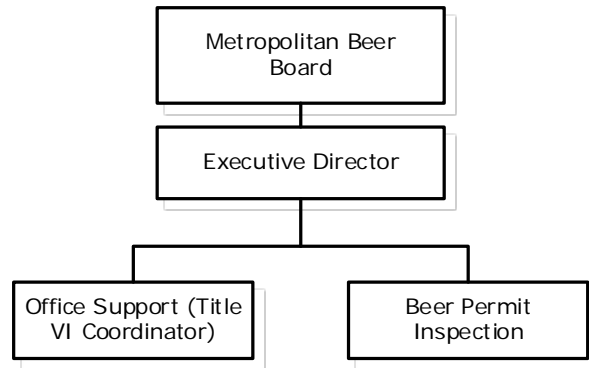 Metropolitan Beer
Board
Executive Director
Office Support (Title
VI Coordinator)
Beer Permit
Inspection